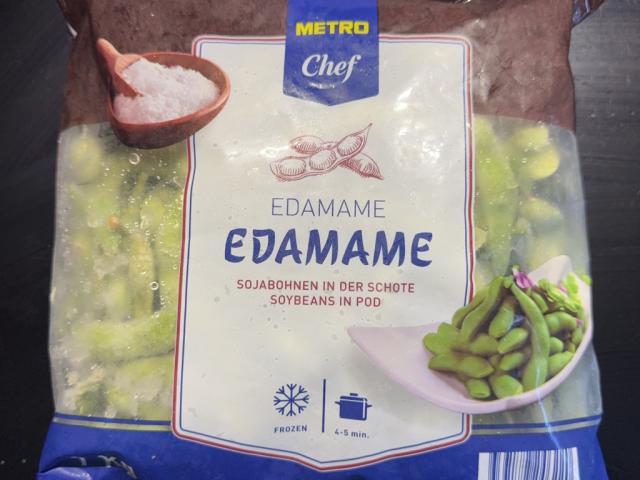 METRO
Chef
EDAMAME
EDAMAME
SOJABOHNEN IN DER SCHOTE
SOYBEANS IN POD
FROZEN
4-5 min.